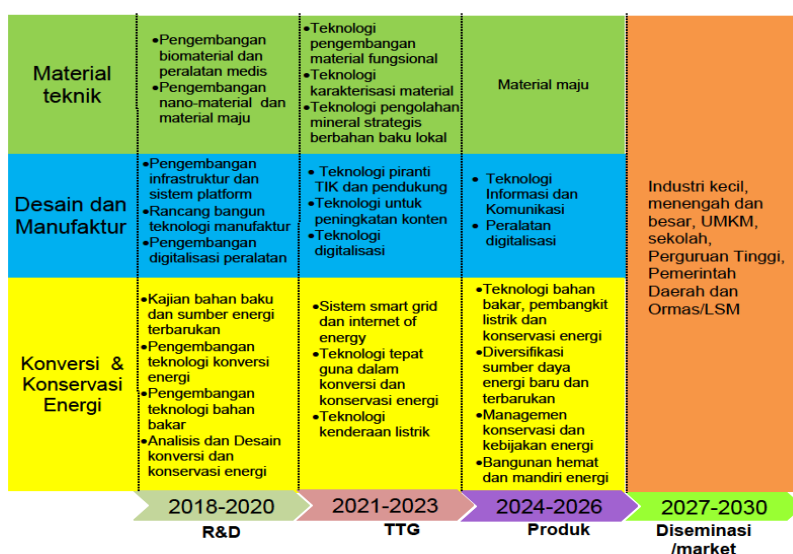 Material
teknik
•Pengembangan
biomaterial dan
peralatan medis
•Pengembangan
nano-material dan
material maju
•Teknologi
pengembangan
material fungsional
•Teknologi
karakterisasi material
•Teknologi pengolahan
mineral strategis
berbahan baku lokal
Material maju
Desain dan
Manufaktur
•Pengembangan
infrastruktur dan
sistem platform
•Rancang bangun
teknologi manufaktur
•Pengembangan
digitalisasi peralatan
• Teknologi piranti
TIK dan pendukung
•Teknologi untuk
peningkatan konten
•Teknologi
digitalisasi
• Teknologi
Informasi dan
Komunikasi
• Peralatan
digitalisasi
Konversi &
Konservasi
Energi
•Kajian bahan baku
dan sumber energi
terbarukan
•Pengembangan
teknologi konversi
energi
•Pengembangan
teknologi bahan
bakar
•Analisis dan Desain
konversi dan
konservasi energi
•Sistem smart grid
dan internet of
energy
•Teknologi tepat
guna dalam
konversi dan
konservasi energi
•Teknologi
kenderaan listrik
•Teknologi bahan
bakar, pembangkit
listrik dan
konservasi energi
•Diversifikasi
sumber daya
energi baru dan
terbarukan
•Managemen
konservasi dan
kebijakan energi
•Bangunan hemat
dan mandiri energi
Industri kecil,
menengah dan
besar, UMKM,
sekolah,
Perguruan Tinggi,
Pemerintah
Daerah dan
Ormas/LSM
2018-2020
2021-2023
2024-2026
2027-2030
R&D
TTG
Produk
Diseminasi
/market